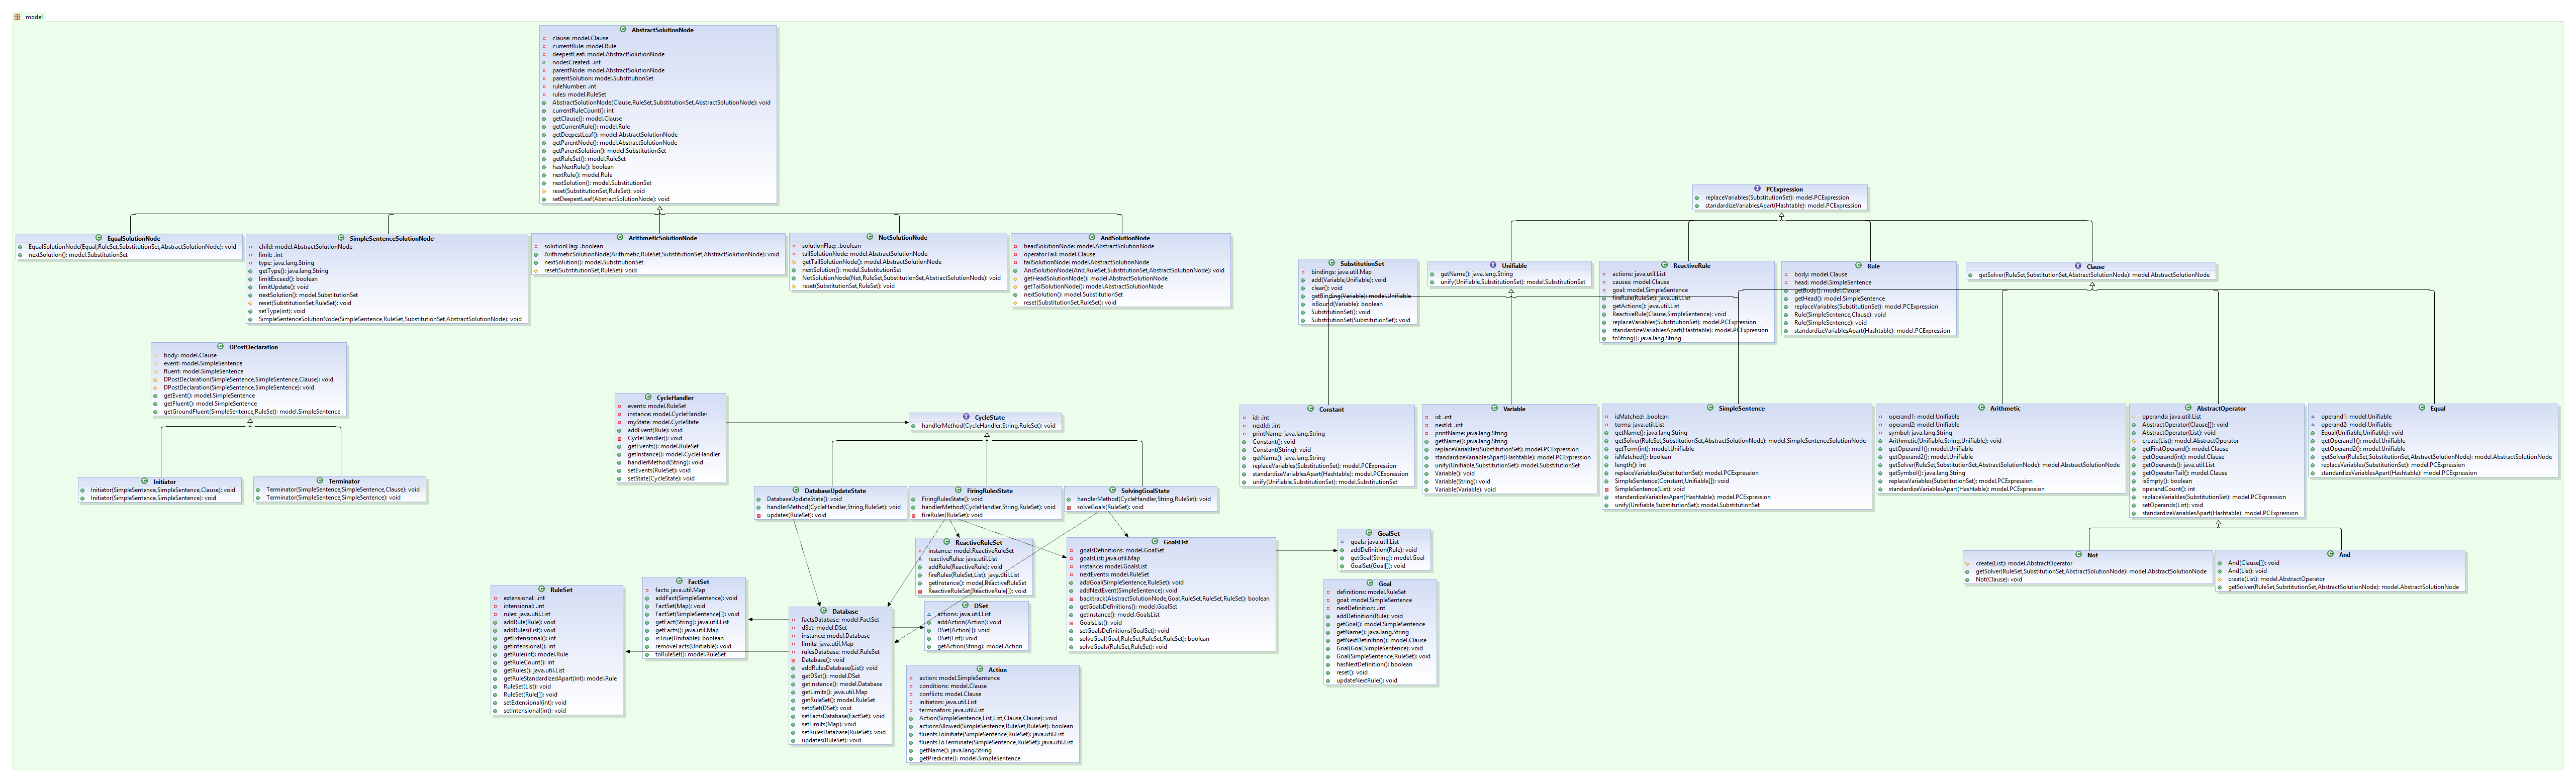 model
AbstractSolutionNode
clause: model.Clause
currentRule: model.Rule
deepestLeaf: model.AbstractSolutionNode
nodesCreated: .int
parentNode: model.AbstractSolutionNode
parentSolution: model.SubstitutionSet
ruleNumber: .int
rules: model.RuleSet
AbstractSolutionNode(Clause,RuleSet,SubstitutionSet,AbstractSolutionNode): void
currentRuleCount(): int
getClause(): model.Clause
getCurrentRule(): model.Rule
getDeepestLeaf(): model.AbstractSolutionNode
getParentNode(): model.AbstractSolutionNode
getParentSolution(): model.SubstitutionSet
getRuleSet(): model.RuleSet
hasNextRule(): boolean
nextRule(): model.Rule
nextSolution(): model.SubstitutionSet
reset(SubstitutionSet,RuleSet): void
setDeepestLeaf(AbstractSolutionNode): void
PCExpression
replaceVariables(SubstitutionSet): model.PCExpression
standardizeVariablesApart(Hashtable): model.PCExpression
EqualSolutionNode
EqualSolutionNode(Equal,RuleSet,SubstitutionSet,AbstractSolutionNode): void
nextSolution(): model.SubstitutionSet
SimpleSentenceSolutionNode
child: model.AbstractSolutionNode
limit: .int
type: java.lang.String
getType(): java.lang.String
limitExceed(): boolean
limitUpdate(): void
nextSolution(): model.SubstitutionSet
reset(SubstitutionSet,RuleSet): void
setType(int): void
SimpleSentenceSolutionNode(SimpleSentence,RuleSet,SubstitutionSet,AbstractSolutionNode): void
ArithmeticSolutionNode
solutionFlag: .boolean
ArithmeticSolutionNode(Arithmetic,RuleSet,SubstitutionSet,AbstractSolutionNode): void
nextSolution(): model.SubstitutionSet
reset(SubstitutionSet,RuleSet): void
NotSolutionNode
solutionFlag: .boolean
tailSolutionNode: model.AbstractSolutionNode
getTailSolutionNode(): model.AbstractSolutionNode
nextSolution(): model.SubstitutionSet
NotSolutionNode(Not,RuleSet,SubstitutionSet,AbstractSolutionNode): void
reset(SubstitutionSet,RuleSet): void
AndSolutionNode
headSolutionNode: model.AbstractSolutionNode
operatorTail: model.Clause
tailSolutionNode: model.AbstractSolutionNode
AndSolutionNode(And,RuleSet,SubstitutionSet,AbstractSolutionNode): void
getHeadSolutionNode(): model.AbstractSolutionNode
getTailSolutionNode(): model.AbstractSolutionNode
nextSolution(): model.SubstitutionSet
reset(SubstitutionSet,RuleSet): void
SubstitutionSet
bindings: java.util.Map
add(Variable,Unifiable): void
clear(): void
getBinding(Variable): model.Unifiable
isBound(Variable): boolean
SubstitutionSet(): void
SubstitutionSet(SubstitutionSet): void
Unifiable
getName(): java.lang.String
unify(Unifiable,SubstitutionSet): model.SubstitutionSet
ReactiveRule
actions: java.util.List
causes: model.Clause
goal: model.SimpleSentence
fireRule(RuleSet): java.util.List
getActions(): java.util.List
ReactiveRule(Clause,SimpleSentence): void
replaceVariables(SubstitutionSet): model.PCExpression
standardizeVariablesApart(Hashtable): model.PCExpression
toString(): java.lang.String
Rule
body: model.Clause
head: model.SimpleSentence
getBody(): model.Clause
getHead(): model.SimpleSentence
replaceVariables(SubstitutionSet): model.PCExpression
Rule(SimpleSentence,Clause): void
Rule(SimpleSentence): void
standardizeVariablesApart(Hashtable): model.PCExpression
Clause
getSolver(RuleSet,SubstitutionSet,AbstractSolutionNode): model.AbstractSolutionNode
DPostDeclaration
body: model.Clause
event: model.SimpleSentence
fluent: model.SimpleSentence
DPostDeclaration(SimpleSentence,SimpleSentence,Clause): void
DPostDeclaration(SimpleSentence,SimpleSentence): void
getEvent(): model.SimpleSentence
getFluent(): model.SimpleSentence
getGroundFluent(SimpleSentence,RuleSet): model.SimpleSentence
Initiator
Initiator(SimpleSentence,SimpleSentence,Clause): void
Initiator(SimpleSentence,SimpleSentence): void
Terminator
Terminator(SimpleSentence,SimpleSentence,Clause): void
Terminator(SimpleSentence,SimpleSentence): void
CycleHandler
events: model.RuleSet
instance: model.CycleHandler
myState: model.CycleState
addEvent(Rule): void
CycleHandler(): void
getEvents(): model.RuleSet
getInstance(): model.CycleHandler
handlerMethod(String): void
setEvents(RuleSet): void
setState(CycleState): void
CycleState
handlerMethod(CycleHandler,String,RuleSet): void
DatabaseUpdateState
DatabaseUpdateState(): void
handlerMethod(CycleHandler,String,RuleSet): void
updates(RuleSet): void
FiringRulesState
FiringRulesState(): void
handlerMethod(CycleHandler,String,RuleSet): void
fireRules(RuleSet): void
SolvingGoalState
handlerMethod(CycleHandler,String,RuleSet): void
solveGoals(RuleSet): void
Constant
id: .int
nextId: .int
printName: java.lang.String
Constant(): void
Constant(String): void
getName(): java.lang.String
replaceVariables(SubstitutionSet): model.PCExpression
standardizeVariablesApart(Hashtable): model.PCExpression
unify(Unifiable,SubstitutionSet): model.SubstitutionSet
Variable
id: .int
nextId: .int
printName: java.lang.String
getName(): java.lang.String
replaceVariables(SubstitutionSet): model.PCExpression
standardizeVariablesApart(Hashtable): model.PCExpression
unify(Unifiable,SubstitutionSet): model.SubstitutionSet
Variable(): void
Variable(String): void
Variable(Variable): void
SimpleSentence
isMatched: .boolean
terms: java.util.List
getName(): java.lang.String
getSolver(RuleSet,SubstitutionSet,AbstractSolutionNode): model.SimpleSentenceSolutionNode
getTerm(int): model.Unifiable
isMatched(): boolean
length(): int
replaceVariables(SubstitutionSet): model.PCExpression
SimpleSentence(Constant,Unifiable[]): void
SimpleSentence(List): void
standardizeVariablesApart(Hashtable): model.PCExpression
unify(Unifiable,SubstitutionSet): model.SubstitutionSet
Arithmetic
operand1: model.Unifiable
operand2: model.Unifiable
symbol: java.lang.String
Arithmetic(Unifiable,String,Unifiable): void
getOperand1(): model.Unifiable
getOperand2(): model.Unifiable
getSolver(RuleSet,SubstitutionSet,AbstractSolutionNode): model.AbstractSolutionNode
getSymbol(): java.lang.String
replaceVariables(SubstitutionSet): model.PCExpression
standardizeVariablesApart(Hashtable): model.PCExpression
AbstractOperator
operands: java.util.List
AbstractOperator(Clause[]): void
AbstractOperator(List): void
create(List): model.AbstractOperator
getFirstOperand(): model.Clause
getOperand(int): model.Clause
getOperands(): java.util.List
getOperatorTail(): model.Clause
isEmpty(): boolean
operandCount(): int
replaceVariables(SubstitutionSet): model.PCExpression
setOperands(List): void
standardizeVariablesApart(Hashtable): model.PCExpression
Equal
operand1: model.Unifiable
operand2: model.Unifiable
Equal(Unifiable,Unifiable): void
getOperand1(): model.Unifiable
getOperand2(): model.Unifiable
getSolver(RuleSet,SubstitutionSet,AbstractSolutionNode): model.AbstractSolutionNode
replaceVariables(SubstitutionSet): model.PCExpression
standardizeVariablesApart(Hashtable): model.PCExpression
Not
create(List): model.AbstractOperator
getSolver(RuleSet,SubstitutionSet,AbstractSolutionNode): model.AbstractSolutionNode
Not(Clause): void
And
And(Clause[]): void
And(List): void
create(List): model.AbstractOperator
getSolver(RuleSet,SubstitutionSet,AbstractSolutionNode): model.AbstractSolutionNode
ReactiveRuleSet
instance: model.ReactiveRuleSet
reactiveRules: java.util.List
addRule(ReactiveRule): void
fireRules(RuleSet,List): java.util.List
getInstance(): model.ReactiveRuleSet
ReactiveRuleSet(ReactiveRule[]): void
GoalsList
goalsDefinitions: model.GoalSet
goalsList: java.util.Map
instance: model.GoalsList
nextEvents: model.RuleSet
addGoal(SimpleSentence,RuleSet): void
addNextEvent(SimpleSentence): void
backtrack(AbstractSolutionNode,Goal,RuleSet,RuleSet,RuleSet): boolean
getGoalsDefinitions(): model.GoalSet
getInstance(): model.GoalsList
GoalsList(): void
setGoalsDefinitions(GoalSet): void
solveGoal(Goal,RuleSet,RuleSet,RuleSet): boolean
solveGoals(RuleSet,RuleSet): void
GoalSet
goals: java.util.List
addDefinition(Rule): void
getGoal(String): model.Goal
GoalSet(Goal[]): void
Goal
definitions: model.RuleSet
goal: model.SimpleSentence
nextDefinition: .int
addDefinition(Rule): void
getGoal(): model.SimpleSentence
getName(): java.lang.String
getNextDefinition(): model.Clause
Goal(Goal,SimpleSentence): void
Goal(SimpleSentence,RuleSet): void
hasNextDefinition(): boolean
reset(): void
updateNextRule(): void
RuleSet
extensional: .int
intensional: .int
rules: java.util.List
addRule(Rule): void
addRules(List): void
getExtensional(): int
getIntensional(): int
getRule(int): model.Rule
getRuleCount(): int
getRules(): java.util.List
getRuleStandardizedApart(int): model.Rule
RuleSet(List): void
RuleSet(Rule[]): void
setExtensional(int): void
setIntensional(int): void
FactSet
facts: java.util.Map
addFact(SimpleSentence): void
FactSet(Map): void
FactSet(SimpleSentence[]): void
getFact(String): java.util.List
getFacts(): java.util.Map
isTrue(Unifiable): boolean
removeFacts(Unifiable): void
toRuleSet(): model.RuleSet
Database
factsDatabase: model.FactSet
dSet: model.DSet
instance: model.Database
limits: java.util.Map
rulesDatabase: model.RuleSet
Database(): void
addRulesDatabase(List): void
getDSet(): model.DSet
getInstance(): model.Database
getLimits(): java.util.Map
getRuleSet(): model.RuleSet
setdSet(DSet): void
setFactsDatabase(FactSet): void
setLimits(Map): void
setRulesDatabase(RuleSet): void
updates(RuleSet): void
DSet
actions: java.util.List
addAction(Action): void
DSet(Action[]): void
DSet(List): void
getAction(String): model.Action
Action
action: model.SimpleSentence
conditions: model.Clause
conflicts: model.Clause
initiators: java.util.List
terminators: java.util.List
Action(SimpleSentence,List,List,Clause,Clause): void
actionsAllowed(SimpleSentence,RuleSet,RuleSet): boolean
fluentsToInitiate(SimpleSentence,RuleSet): java.util.List
fluentsToTerminate(SimpleSentence,RuleSet): java.util.List
getName(): java.lang.String
getPredicate(): model.SimpleSentence